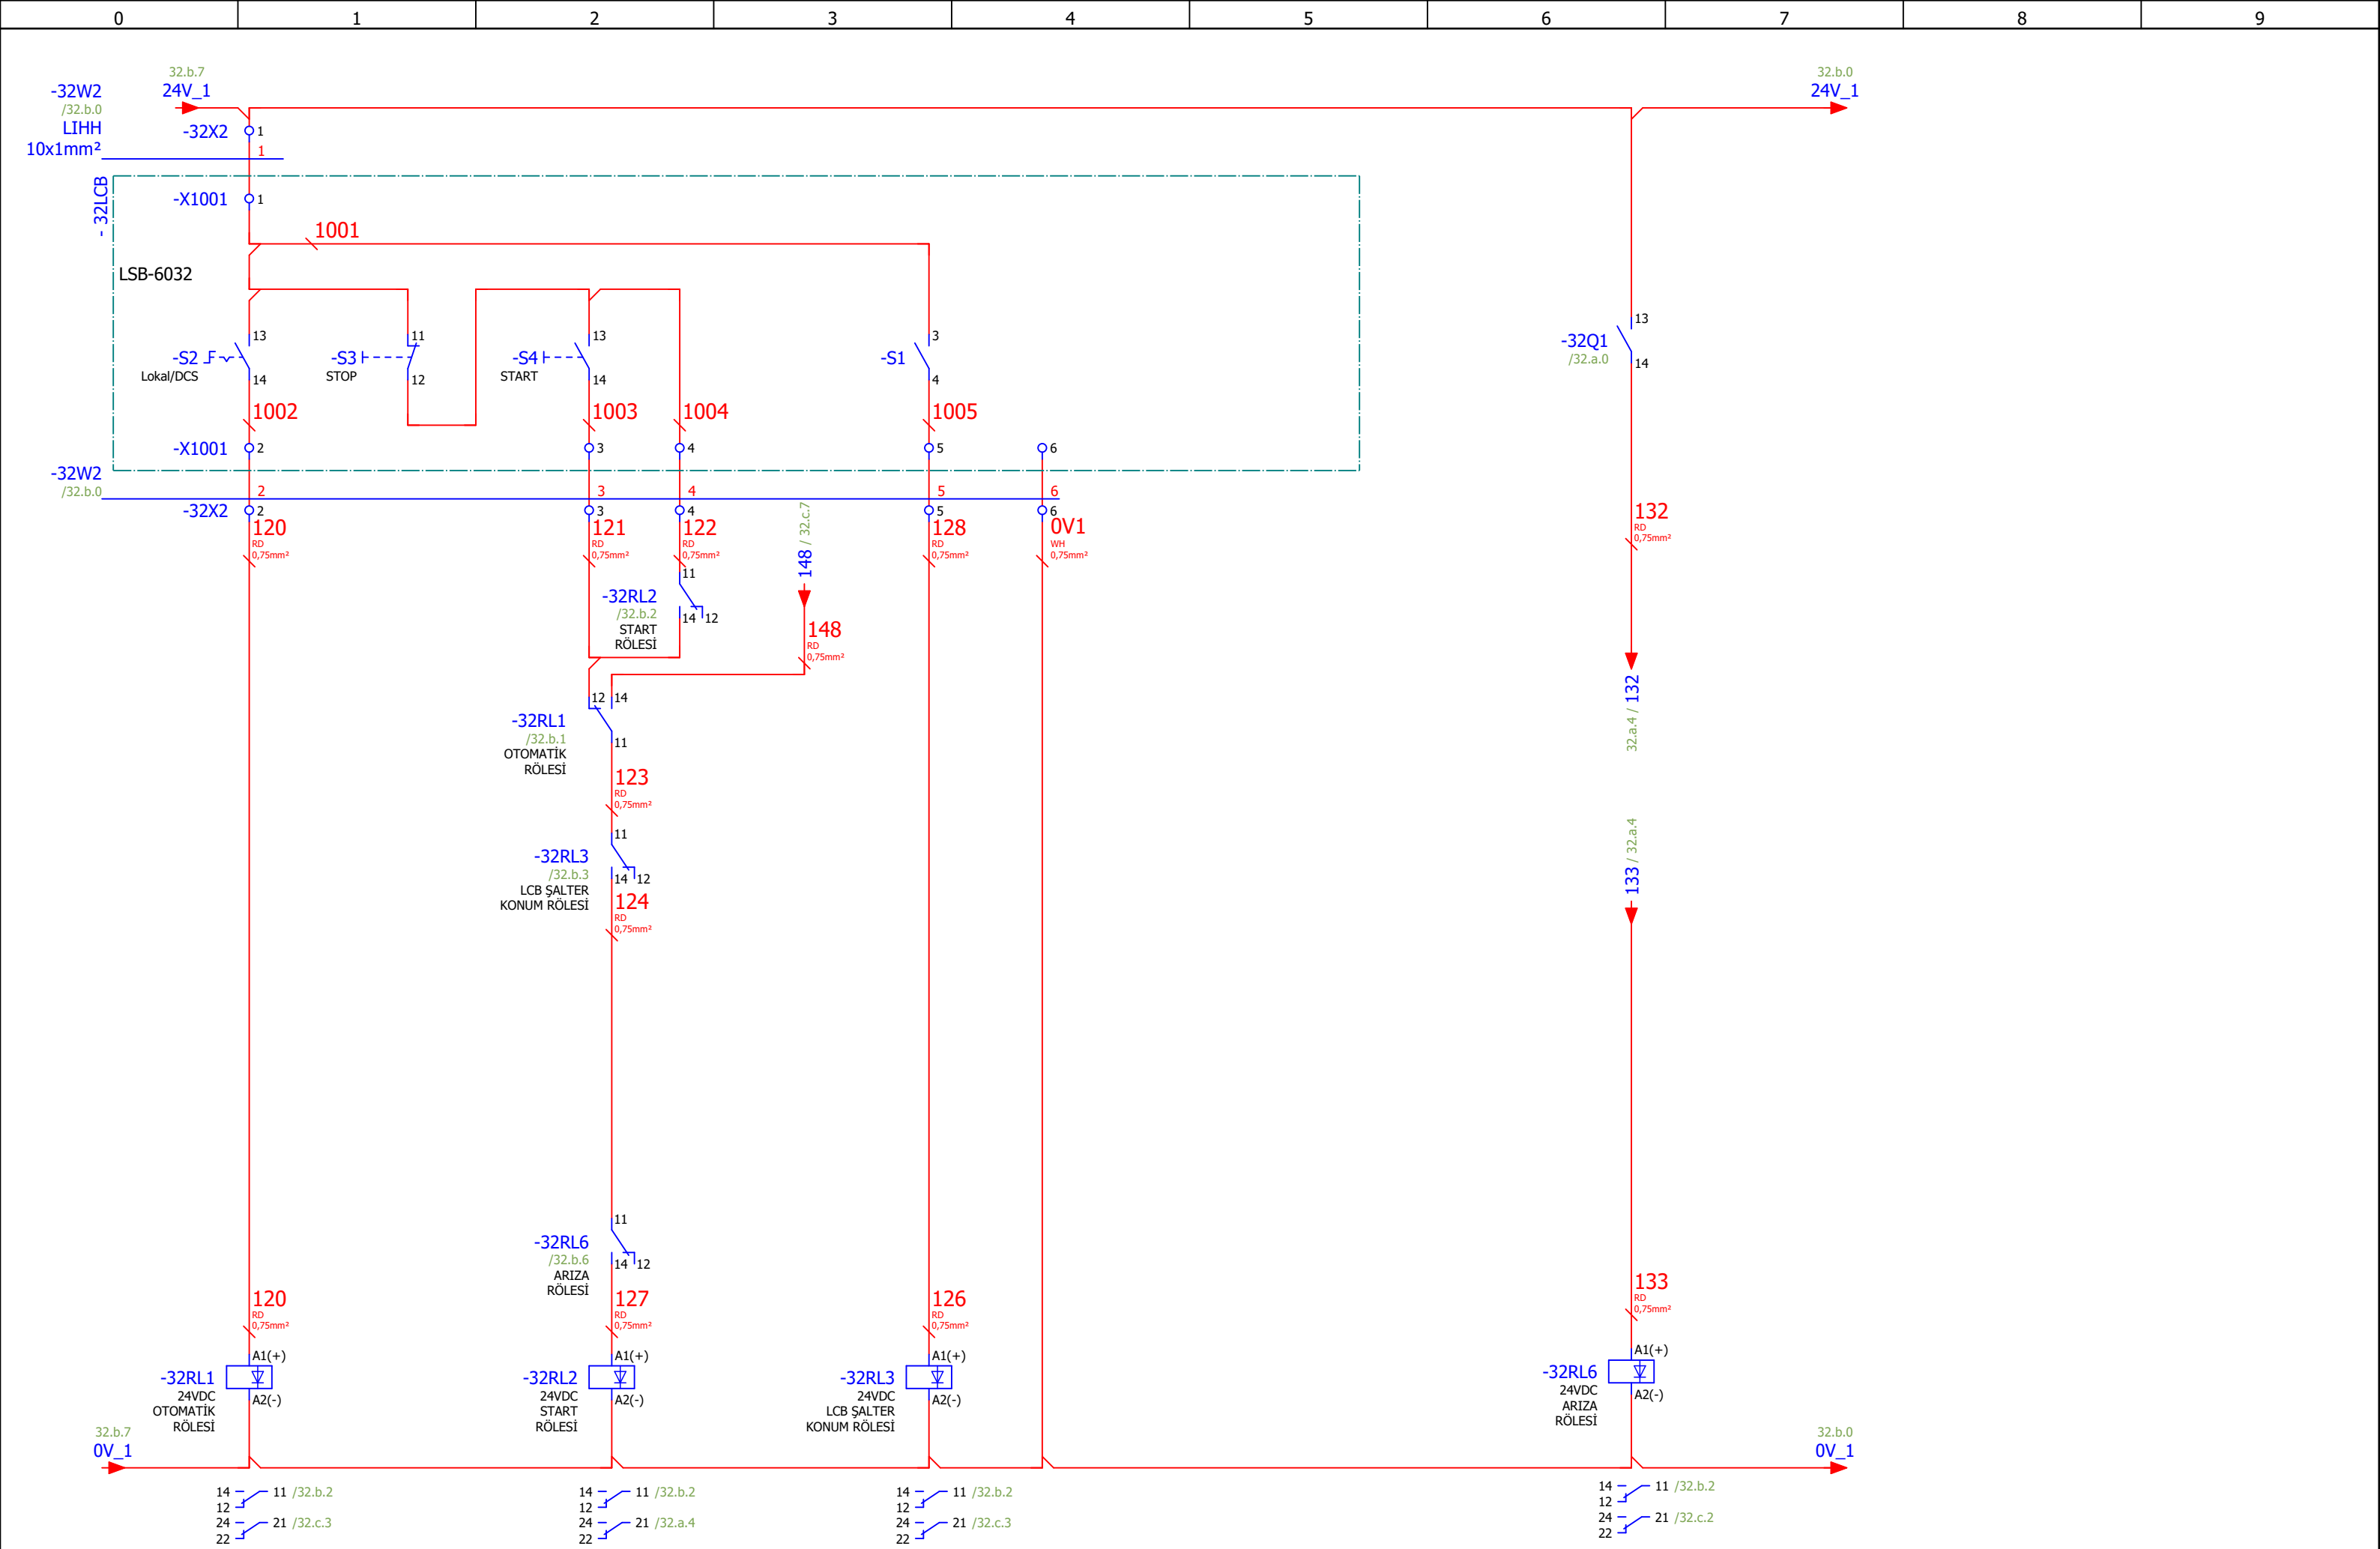 0 1 2 3 4 5 6 7 8 9
32.b.7
24V_1
32.b.0
24V_1
-32W2
/32.b.0
LIHH
10x1mm²
-32X2 1
1
- 32LCB
-X1001 1
1001
LSB-6032
13
-S2
Lokal/DCS
14
11
-S3
STOP
12
13
-S4
START
14
3
-S1
4
13
-32Q1
/32.a.0
14
1002
1003
1004
1005
-X1001 2 3 4 5 6
-32W2
/32.b.0
2 3 4 5 6
-32X2 2 3 4 5 6
120
RD
0,75mm²
121
RD
0,75mm²
122
RD
0,75mm²
148 / 32.c.7
128
RD
0,75mm²
0V1
WH
0,75mm²
132
RD
0,75mm²
11
-32RL2
/32.b.2
START
RÖLESİ
14 12
148
RD
0,75mm²
32.a.4 / 132
12 14
-32RL1
/32.b.1
OTOMATİK
RÖLESİ
11
123
RD
0,75mm²
11
-32RL3
/32.b.3
LCB ŞALTER
KONUM RÖLESİ
14 12
124
RD
0,75mm²
133 / 32.a.4
11
-32RL6
/32.b.6
ARIZA
RÖLESİ
14 12
120
RD
0,75mm²
127
RD
0,75mm²
126
RD
0,75mm²
133
RD
0,75mm²
A1(+)
-32RL1
24VDC
OTOMATİK
RÖLESİ
A2(-)
A1(+)
-32RL2
24VDC
START
RÖLESİ
A2(-)
A1(+)
-32RL3
24VDC
LCB ŞALTER
KONUM RÖLESİ
A2(-)
A1(+)
-32RL6
24VDC
ARIZA
RÖLESİ
A2(-)
32.b.7
0V_1
32.b.0
0V_1
14 11 /32.b.2
12
24 21 /32.c.3
22
14 11 /32.b.2
12
24 21 /32.a.4
22
14 11 /32.b.2
12
24 21 /32.c.3
22
14 11 /32.b.2
12
24 21 /32.c.2
22